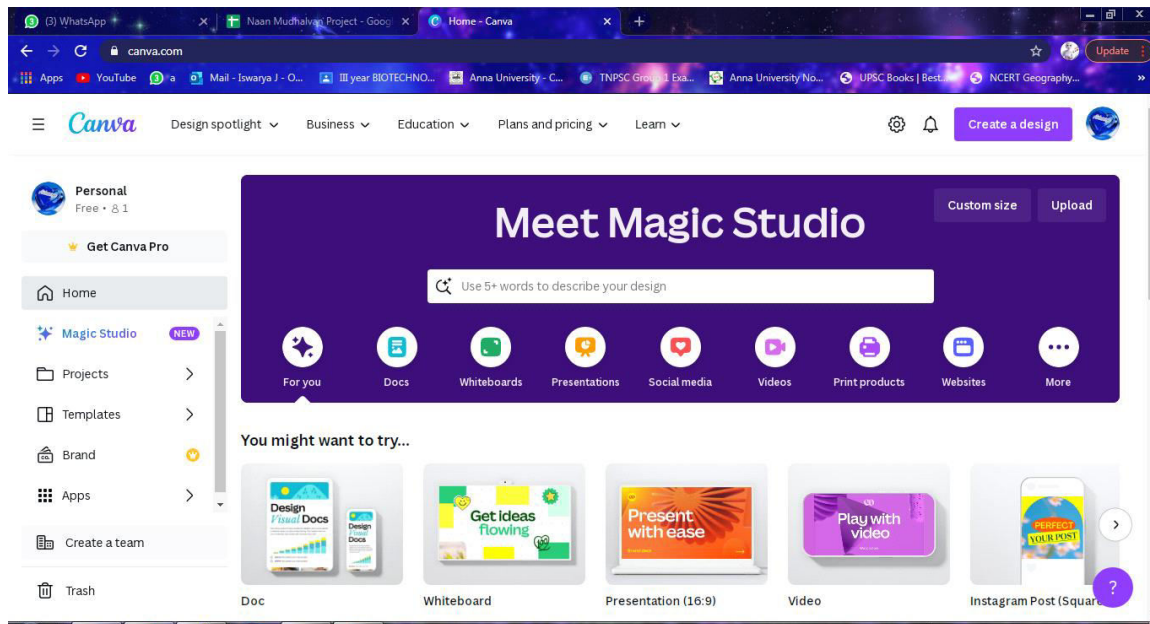 (3) WhatsApp
Naan Mudhalvan Project - Goog
Home - Canva
canva.com
Update
Apps
YouTube
a
Mail - Iswarya J - O...
III year BIOTECHNO...
Anna University - C...
TNPSC Group 1 Exa...
Anna University No...
UPSC Books | Best...
NCERT Geography...
»
Canva
Design spotlight
Business
Education
Plans and pricing
Learn
Create a design
Personal
Free • 1
Get Canva Pro
Home
Magic Studio NEW
Projects
Templates
Brand
Apps
Create a team
Trash
Custom size
Upload
Meet Magic Studio
Use 5+ words to describe your design
For you
Docs
Whiteboards
Presentations
Social media
Videos
Print products
Websites
More
You might want to try...
Design
Visual Docs
Design
Visual
Docs
Get ideas
flowing
Present
with ease
Play with
video
PERFECT
YOUR POST
Doc
Whiteboard
Presentation (16:9)
Video
Instagram Post (Square
?